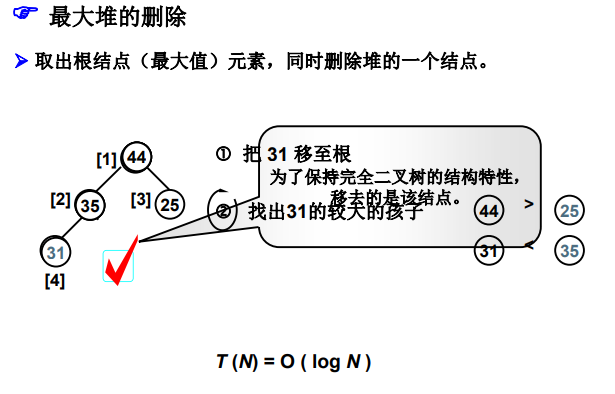 最大堆的删除
取出根结点（最大值）元素，同时删除堆的一个结点。
[1] 44
① 把 31 移至根
为了保持完全二叉树的结构特性，
移去的是该结点。
[2] 35 [3] 25
② 找出31的较大的孩子
44 > 25
31
31 < 35
[4]
T (N) = O ( log N )